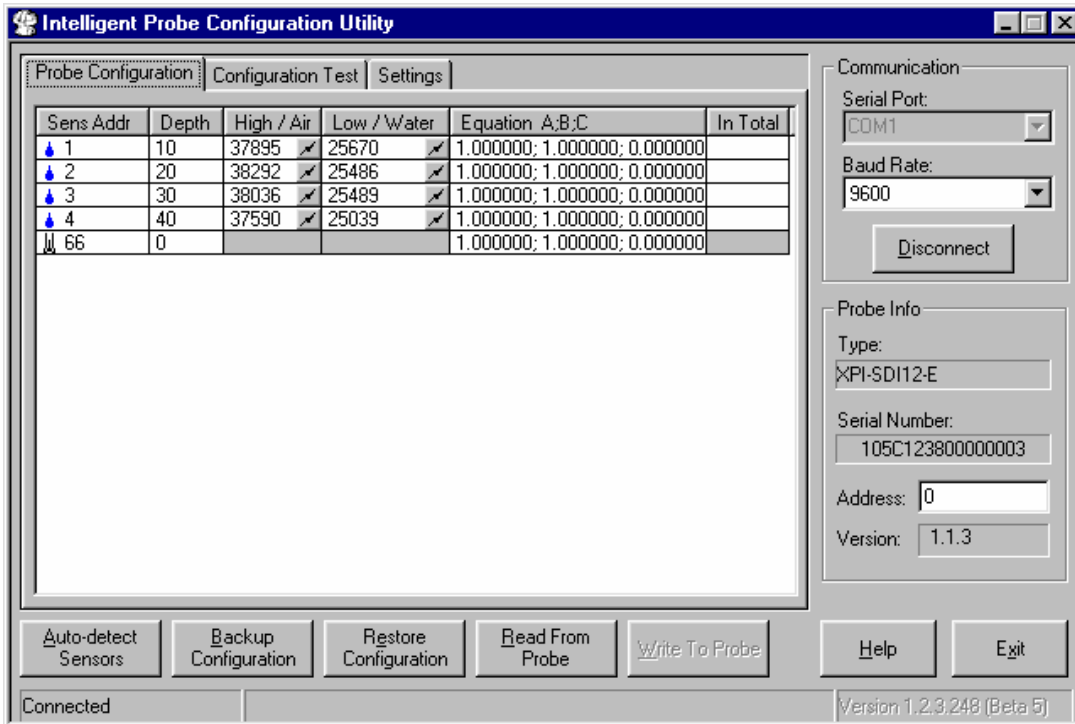 Intelligent Probe Configuration Utility
Probe Configuration Configuration Test Settings
Sens Addr Depth High / Air Low / Water Equation A;B;C In Total
1 10 37895 25670 1.000000; 1.000000; 0.000000
2 20 38292 25486 1.000000; 1.000000; 0.000000
3 30 38036 25489 1.000000; 1.000000; 0.000000
4 40 37590 25039 1.000000; 1.000000; 0.000000
66 0 1.000000; 1.000000; 0.000000
Communication
Serial Port:
COM1
Baud Rate:
9600
Disconnect
Probe Info
Type:
XPI-SDI12-E
Serial Number:
105C123800000003
Address: 0
Version: 1.1.3
Auto-detect
Sensors
Backup
Configuration
Restore
Configuration
Read From
Probe
Write To Probe
Help
Exit
Connected
Version 1.2.3.248 (Beta 5)